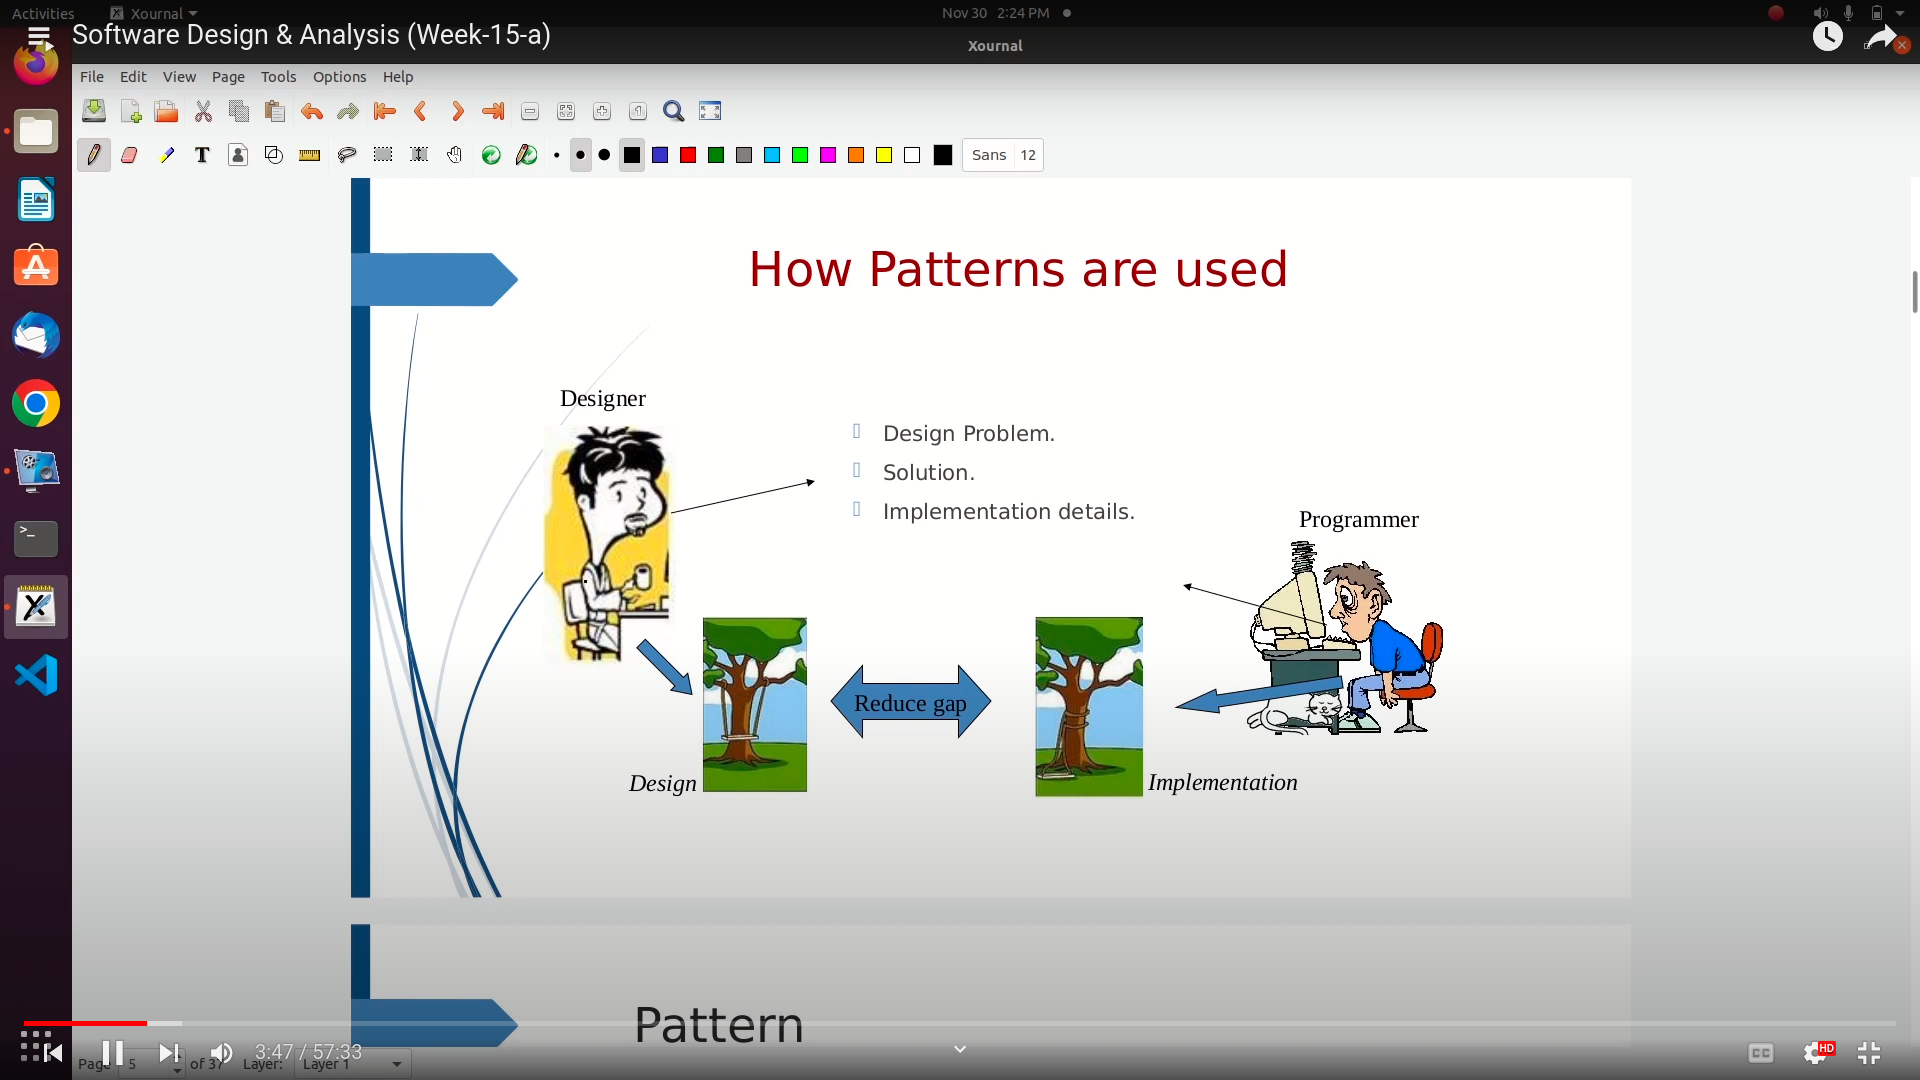 Activities
Xournal
Nov 30 2:24 PM
Software Design & Analysis (Week-15-a)
Xournal
File Edit View Page Tools Options Help
T
Sans 12
How Patterns are used
Designer
Design Problem.
Solution.
Implementation details.
Programmer
Reduce gap
Design
Implementation
Pattern
3:47 / 57:33
CC
HD
Page 5 of 37 Layer: Layer 1